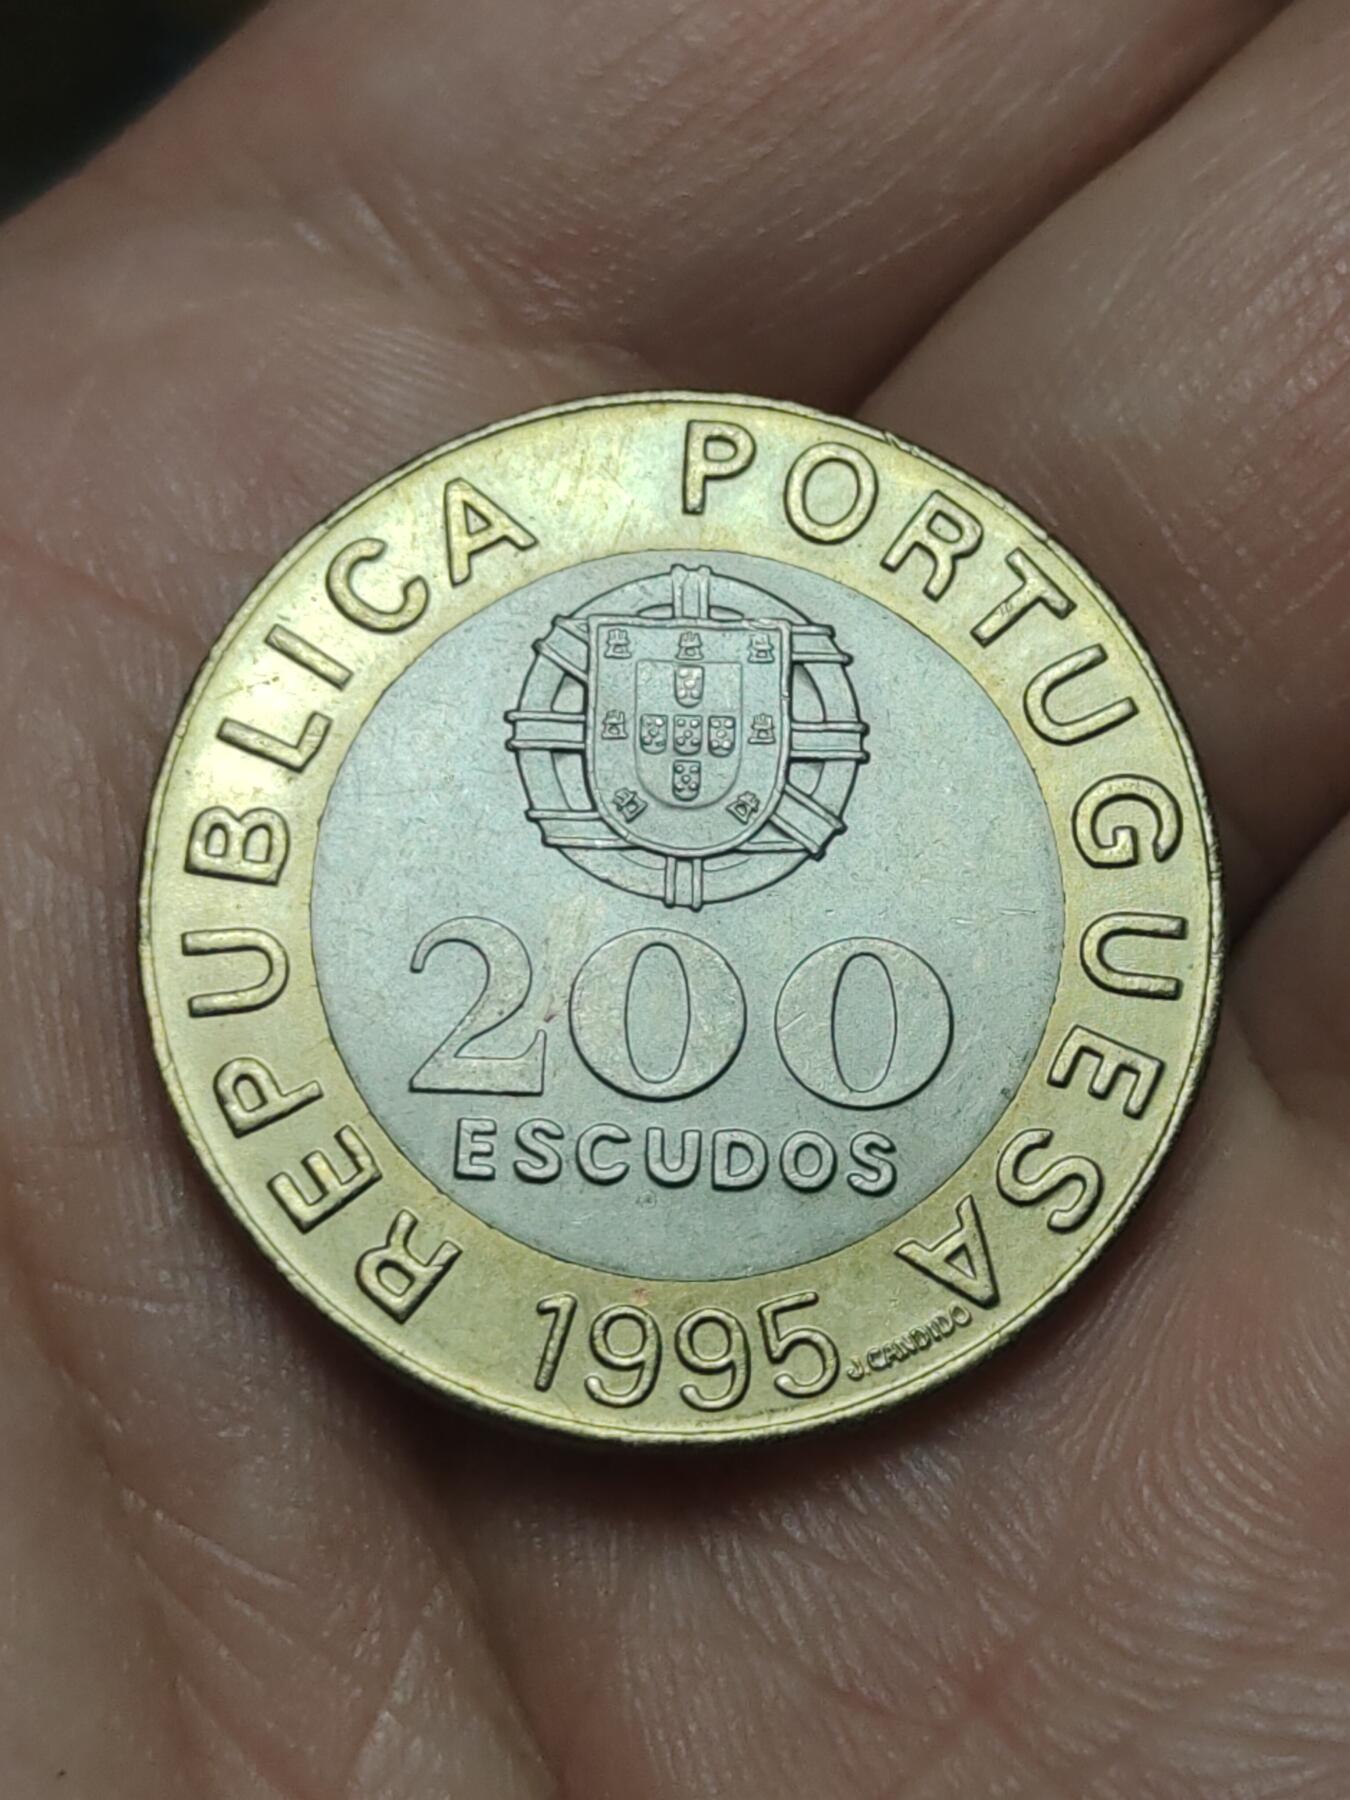 REPUBLICA PORTUGUESA
200
ESCUDOS
1995
J.CANDIDO